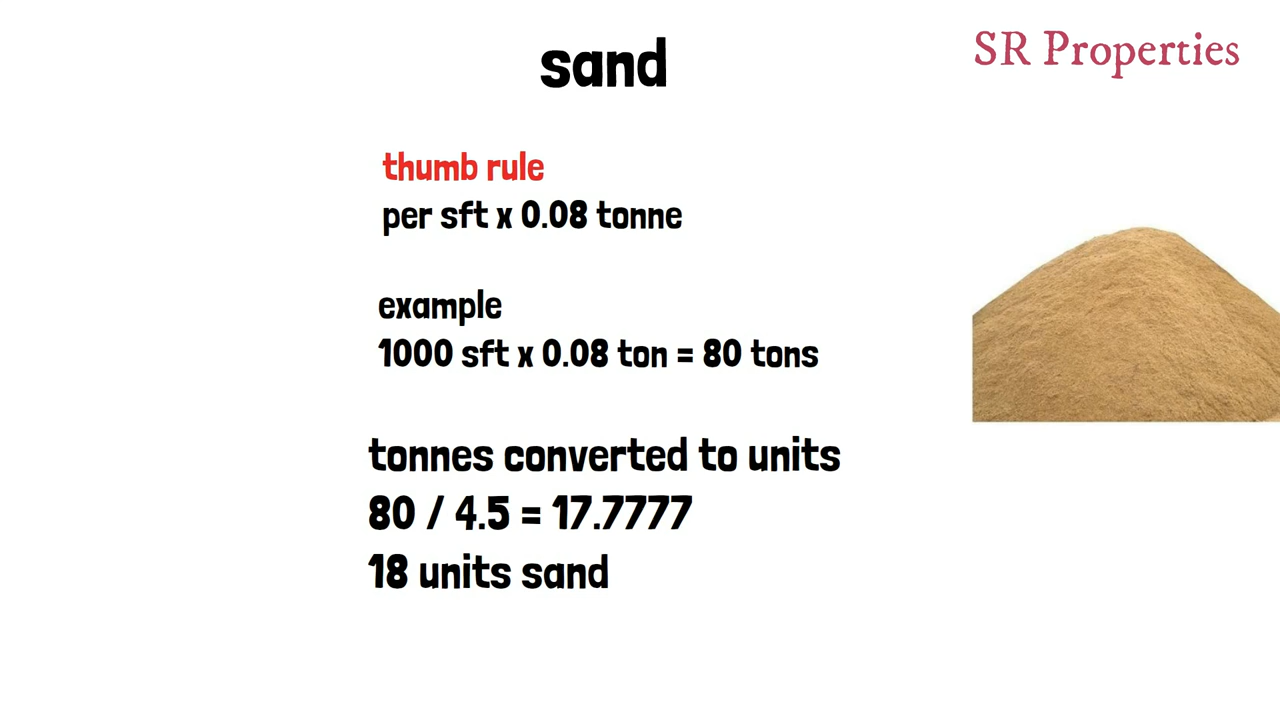 sand
SR Properties
thumb rule
per sft x 0.08 tonne
example
1000 sft x 0.08 ton = 80 tons
tonnes converted to units
80 / 4.5 = 17.7777
18 units sand